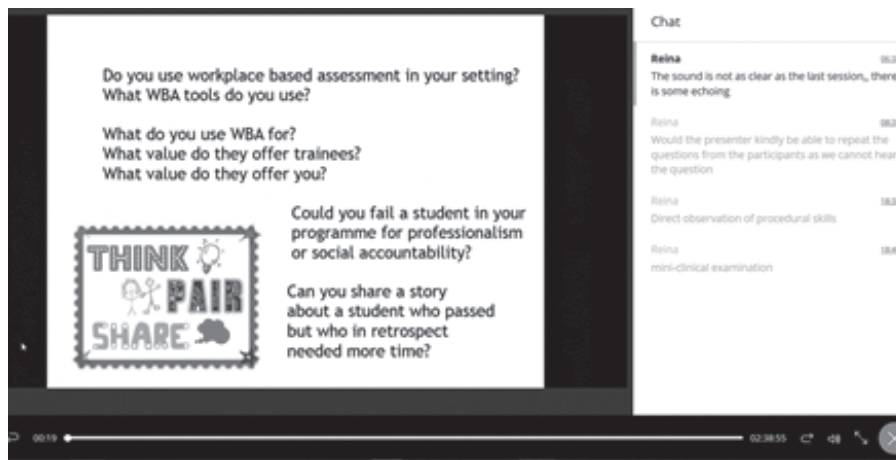 Do you use workplace based assessment in your setting?
What WBA tools do you use?
What do you use WBA for?
What value do they offer trainees?
What value do they offer you?
Could you fail a student in your
programme for professionalism
or social accountability?
THINK
PAIR
SHARE
Can you share a story
about a student who passed
but who in retrospect
needed more time?
Chat
Reina
The sound is not as clear as the last session,, there
is some echoing
Reina
Would the presenter kindly be able to repeat the
questions from the participants as we cannot hear
the question
Reina
Direct observation of procedural skills
Reina
mini-clinical examination
00:19
02:38:55